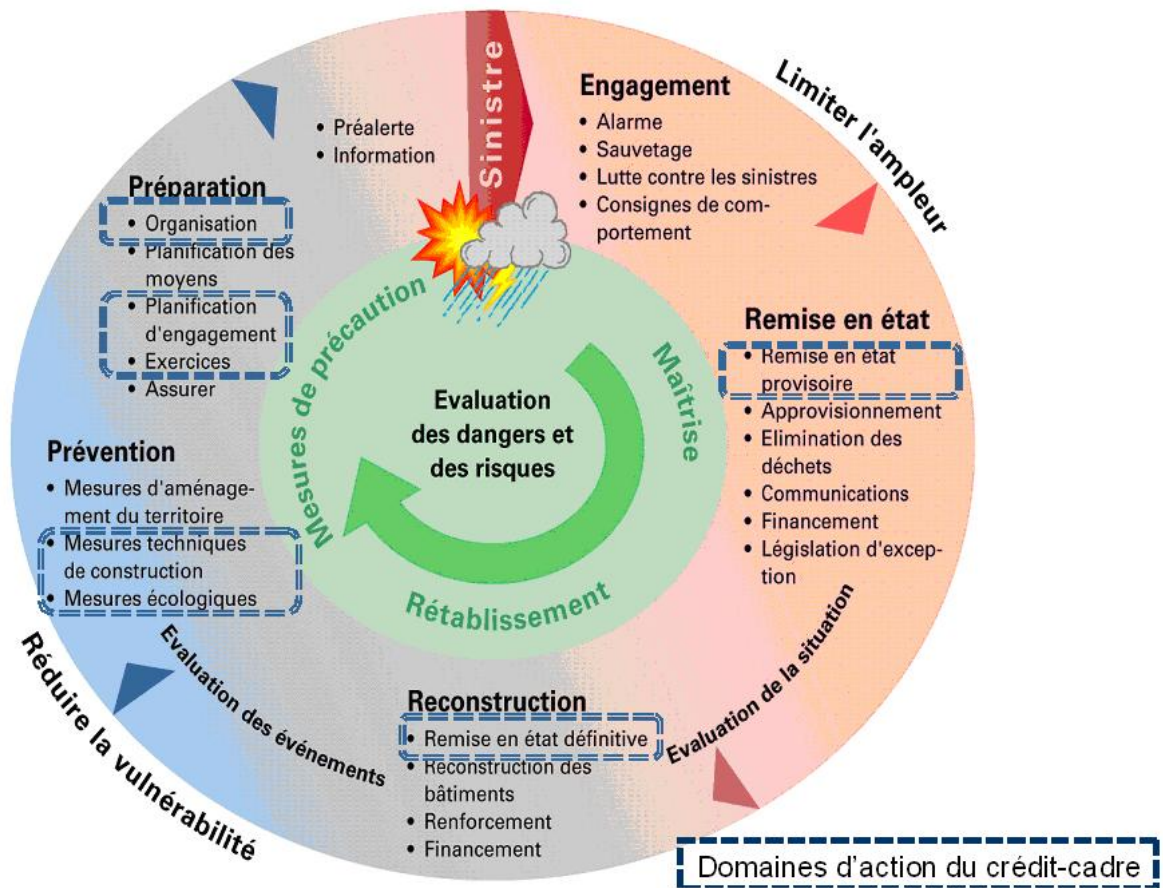 Sinistre
Engagement
• Alarme
• Sauvetage
• Lutte contre les sinistres
• Consignes de com-
portement
Limiter l'ampleur
• Préalerte
• Information
Préparation
• Organisation
• Planification des
moyens
• Planification
d'engagement
• Exercices
• Assurer
Remise en état
• Remise en état
provisoire
• Approvisionnement
• Elimination des
déchets
• Communications
• Financement
• Législation d'excep-
tion
Mesures de précaution
Maîtrise
Rétablissement
Evaluation
des dangers et
des risques
Prévention
• Mesures d'aménage-
ment du territoire
• Mesures techniques
de construction
• Mesures écologiques
Réduire la vulnérabilité
Evaluation des événements
Evaluation de la situation
Reconstruction
• Remise en état définitive
• Reconstruction des
bâtiments
• Renforcement
• Financement
Domaines d’action du crédit-cadre